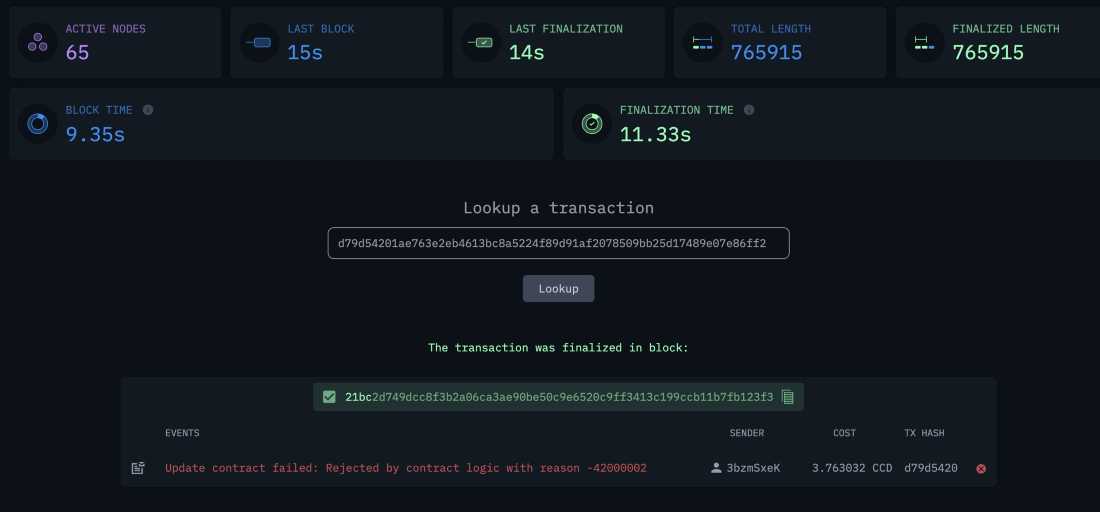 ACTIVE NODES
65
LAST BLOCK
15s
LAST FINALIZATION
14s
TOTAL LENGTH
765915
FINALIZED LENGTH
765915
BLOCK TIME
9.35s
FINALIZATION TIME
11.33s
Lookup a transaction
d79d54201ae763e2eb4613bc8a5224f89d91af2078509bb25d17489e07e86ff2
Lookup
The transaction was finalized in block:
21bc2d749dcc8f3b2a06ca3ae90be50c9e6520c9ff3413c199ccb11b7fb123f3
EVENTS SENDER COST TX HASH
Update contract failed: Rejected by contract logic with reason -42000002 3bzmSxeK 3.763032 CCD d79d5420